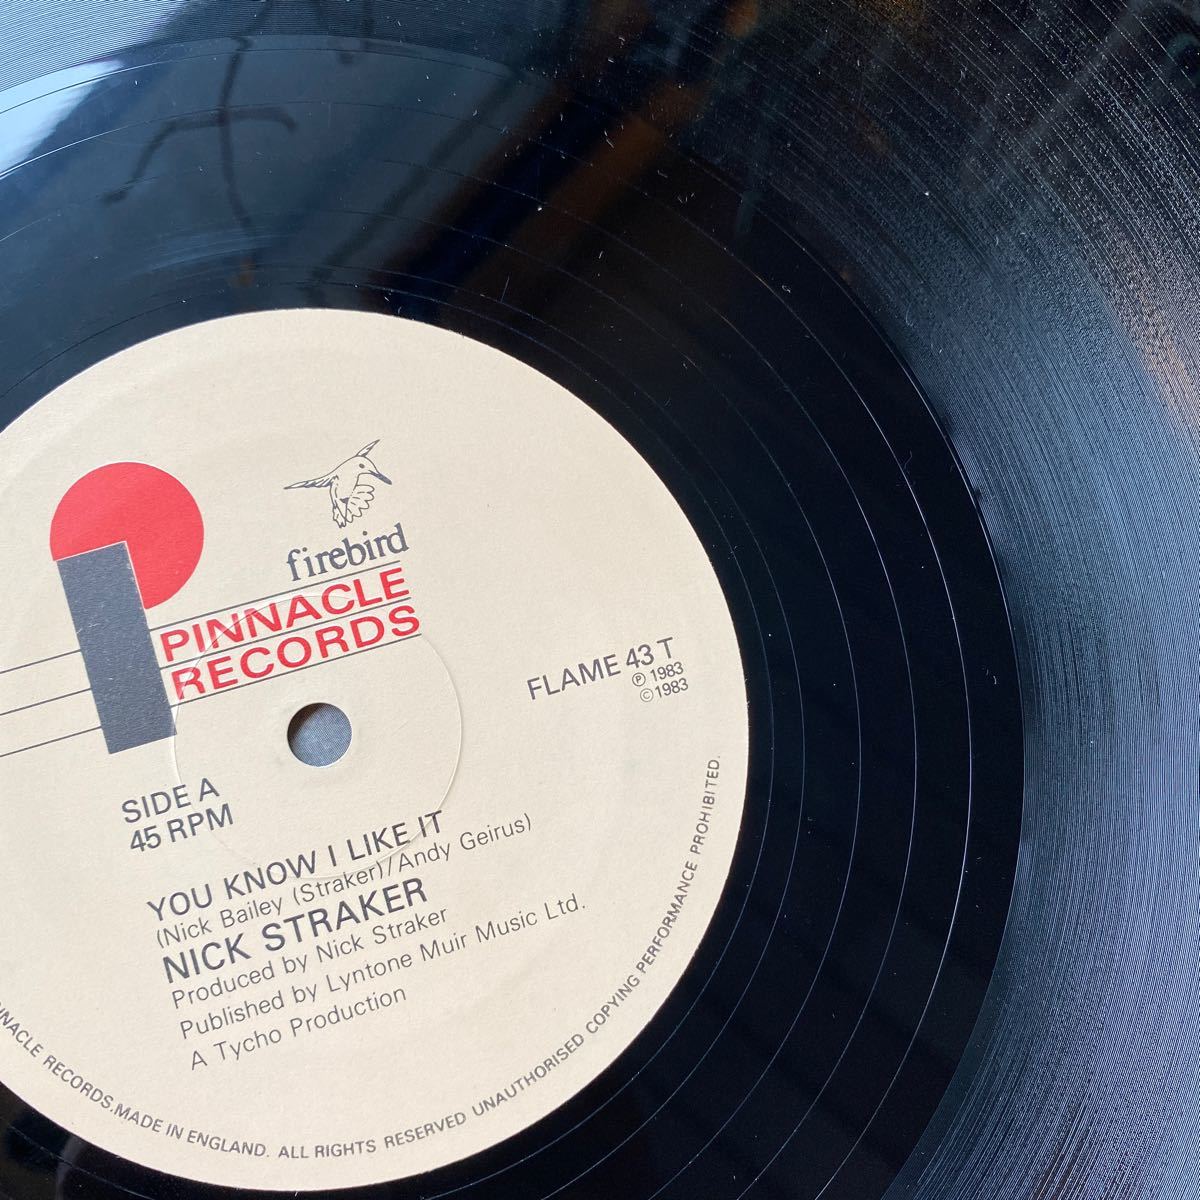 firebird
PINNACLE
RECORDS
FLAME 43 T
℗ 1983
© 1983
SIDE A
45 RPM
YOU KNOW I LIKE IT
(Nick Bailey (Straker)/Andy Geirus)
NICK STRAKER
Produced by Nick Straker
Published by Lyntone Muir Music Ltd.
A Tycho Production
RECORDS.MADE IN ENGLAND. ALL RIGHTS RESERVED UNAUTHORISED COPYING PERFORMANCE PROHIBITED.